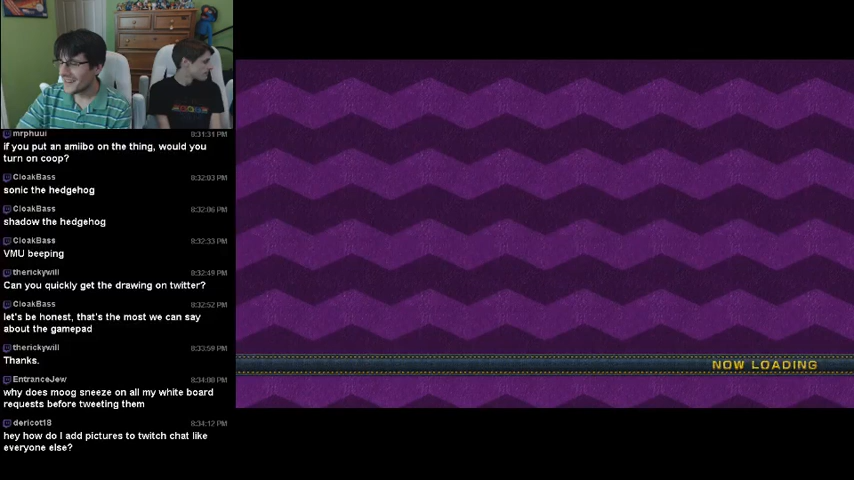 mrphuul 8:31:31 PM
if you put an amiibo on the thing, would you
turn on coop?
CloakBass 8:32:03 PM
sonic the hedgehog
CloakBass 8:32:06 PM
shadow the hedgehog
CloakBass 8:32:33 PM
VMU beeping
therickywill 8:32:49 PM
Can you quickly get the drawing on twitter?
CloakBass 8:32:52 PM
let's be honest, that's the most we can say
about the gamepad
therickywill 8:33:59 PM
Thanks.
EntranceJew 8:34:08 PM
why does moog sneeze on all my white board
requests before tweeting them
dericot18 8:34:12 PM
hey how do I add pictures to twitch chat like
everyone else?
NOW LOADING